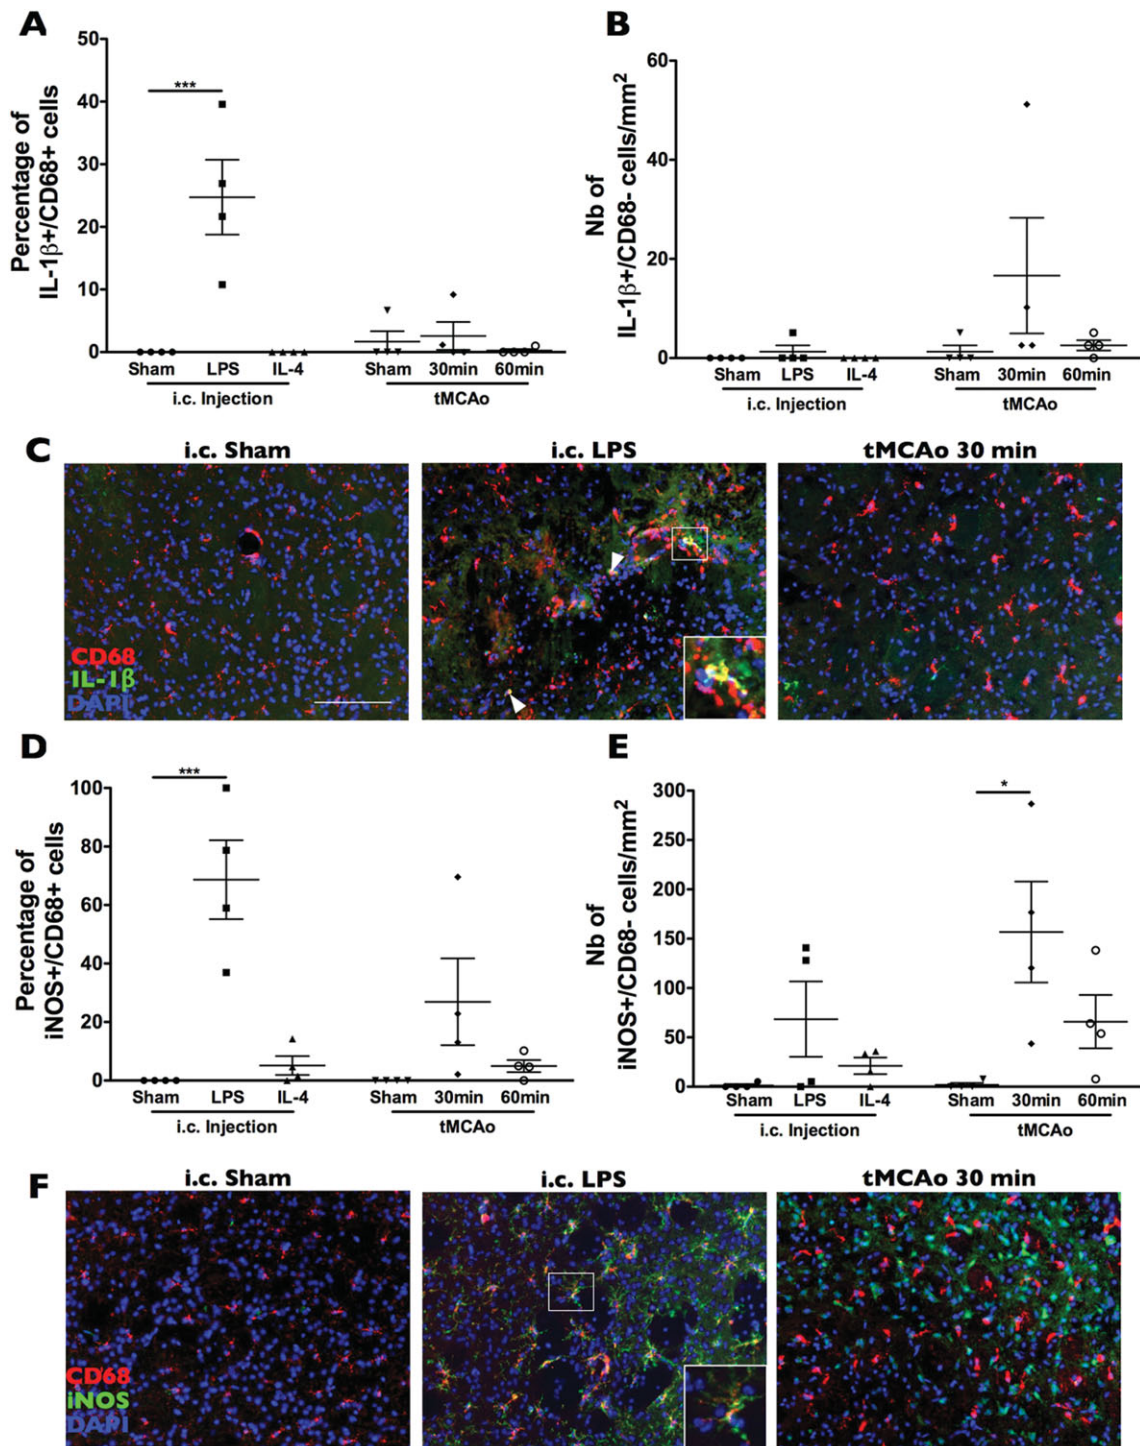 A
B
50
40
30
20
10
0
Percentage of
IL-1β+/CD68+ cells
***
Sham LPS IL-4 Sham 30min 60min
i.c. Injection tMCAo
60
40
20
0
Nb of
IL-1β+/CD68- cells/mm2
Sham LPS IL-4 Sham 30min 60min
i.c. Injection tMCAo
C
i.c. Sham i.c. LPS tMCAo 30 min
CD68
IL-1β
DAPI
D
E
100
80
60
40
20
0
Percentage of
iNOS+/CD68+ cells
***
Sham LPS IL-4 Sham 30min 60min
i.c. Injection tMCAo
300
250
200
150
100
50
0
Nb of
iNOS+/CD68- cells/mm2
*
Sham LPS IL-4 Sham 30min 60min
i.c. Injection tMCAo
F
i.c. Sham i.c. LPS tMCAo 30 min
CD68
iNOS
DAPI